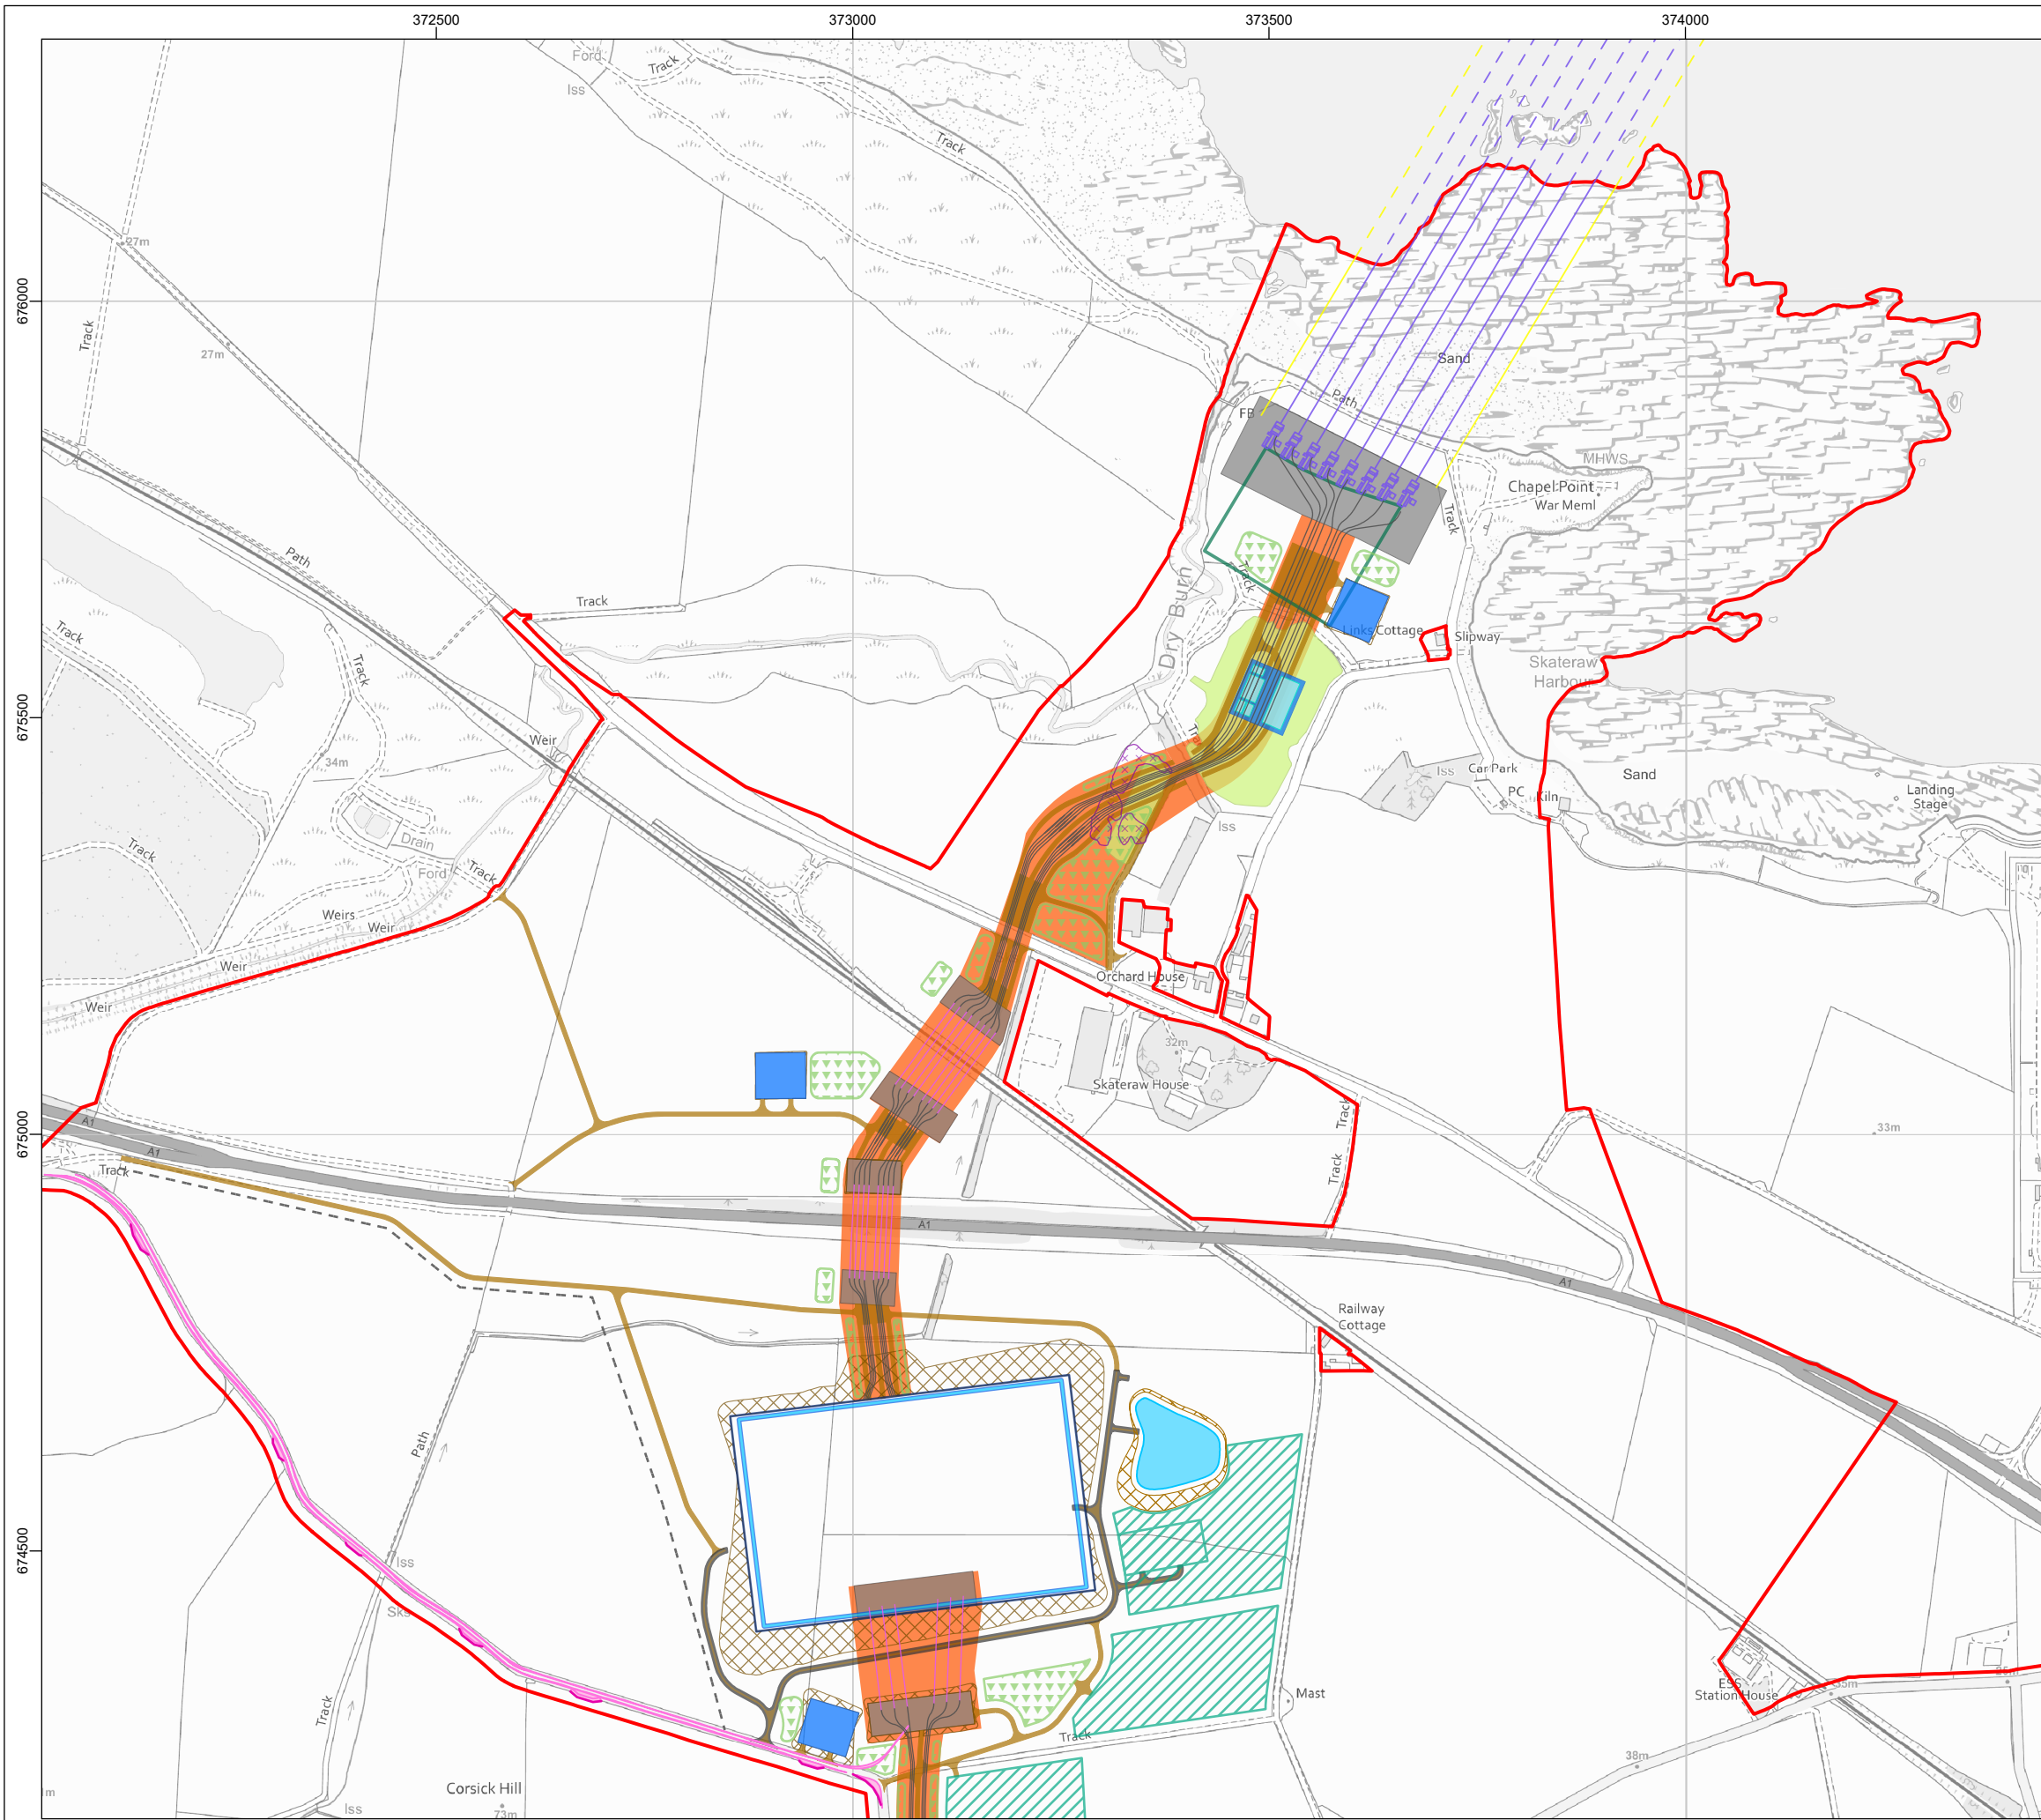 372500
373000
373500
374000
Ford
Track
Iss
Track
27m
676000
Track
27m
Sand
Path
FB
MHWS
Chapel Point
War Meml
Track
Path
Track
Track
Dry Burn
Track
Links Cottage
Slipway
Skateraw
Harbour
Track
675500
Weir
34m
Car Park
Iss
Sand
PC
Kiln
Landing
Stage
Iss
Track
Drain
Ford
Track
Weirs
Weir
Weir
Orchard House
Weir
32m
Skateraw House
Track
A1
33m
675000
A1
Track
Track
A1
A1
Railway
Cottage
Path
674500
Iss
Sks
ESS
Station House
35m
Mast
Track
Track
38m
Corsick Hill
Iss
73m